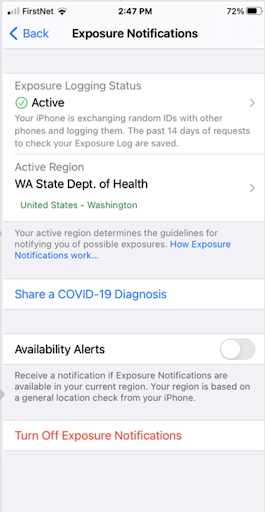 FirstNet 2:47 PM 72%
Back Exposure Notifications
Exposure Logging Status
Active
Your iPhone is exchanging random IDs with other
phones and logging them. The past 14 days of requests
to check your Exposure Log are saved.
Active Region
WA State Dept. of Health
United States - Washington
Your active region determines the guidelines for
notifying you of possible exposures. How Exposure
Notifications work...
Share a COVID-19 Diagnosis
Availability Alerts
Receive a notification if Exposure Notifications are
available in your current region. Your region is based on
a general location check from your iPhone.
Turn Off Exposure Notifications